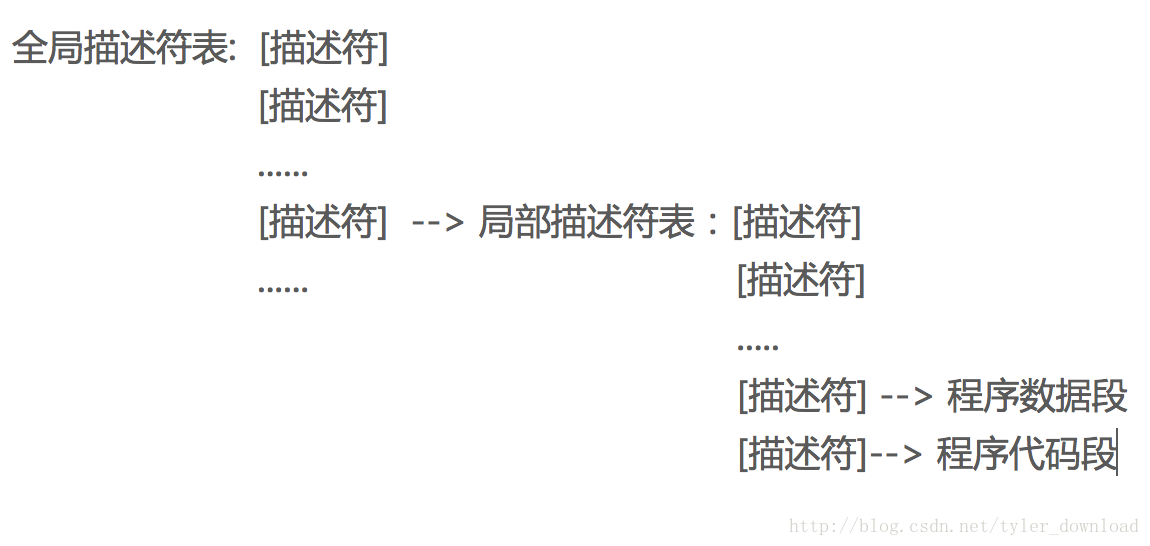 全局描述符表: [描述符]
[描述符]
......
[描述符] --> 局部描述符表：[描述符]
...... [描述符]
.....
[描述符] --> 程序数据段
[描述符]--> 程序代码段
http://blog.csdn.net/tyler_download